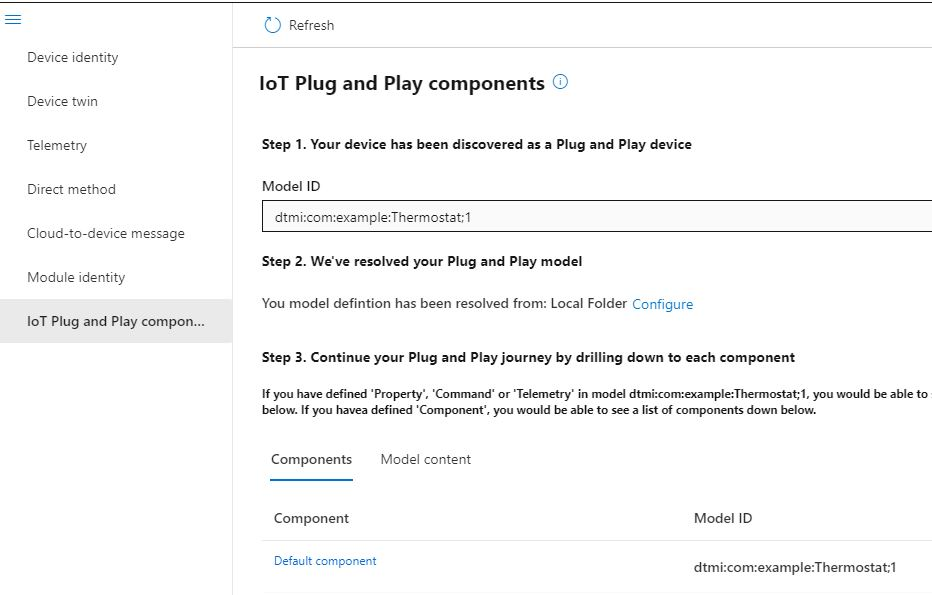 Refresh
Device identity
Device twin
Telemetry
Direct method
Cloud-to-device message
Module identity
IoT Plug and Play compon...
IoT Plug and Play components
Step 1. Your device has been discovered as a Plug and Play device
Model ID
dtmi:com:example:Thermostat;1
Step 2. We've resolved your Plug and Play model
You model defintion has been resolved from: Local Folder Configure
Step 3. Continue your Plug and Play journey by drilling down to each component
If you have defined 'Property', 'Command' or 'Telemetry' in model dtmi:com:example:Thermostat;1, you would be able to
below. If you havea defined 'Component', you would be able to see a list of components down below.
Components Model content
Component Model ID
Default component dtmi:com:example:Thermostat;1